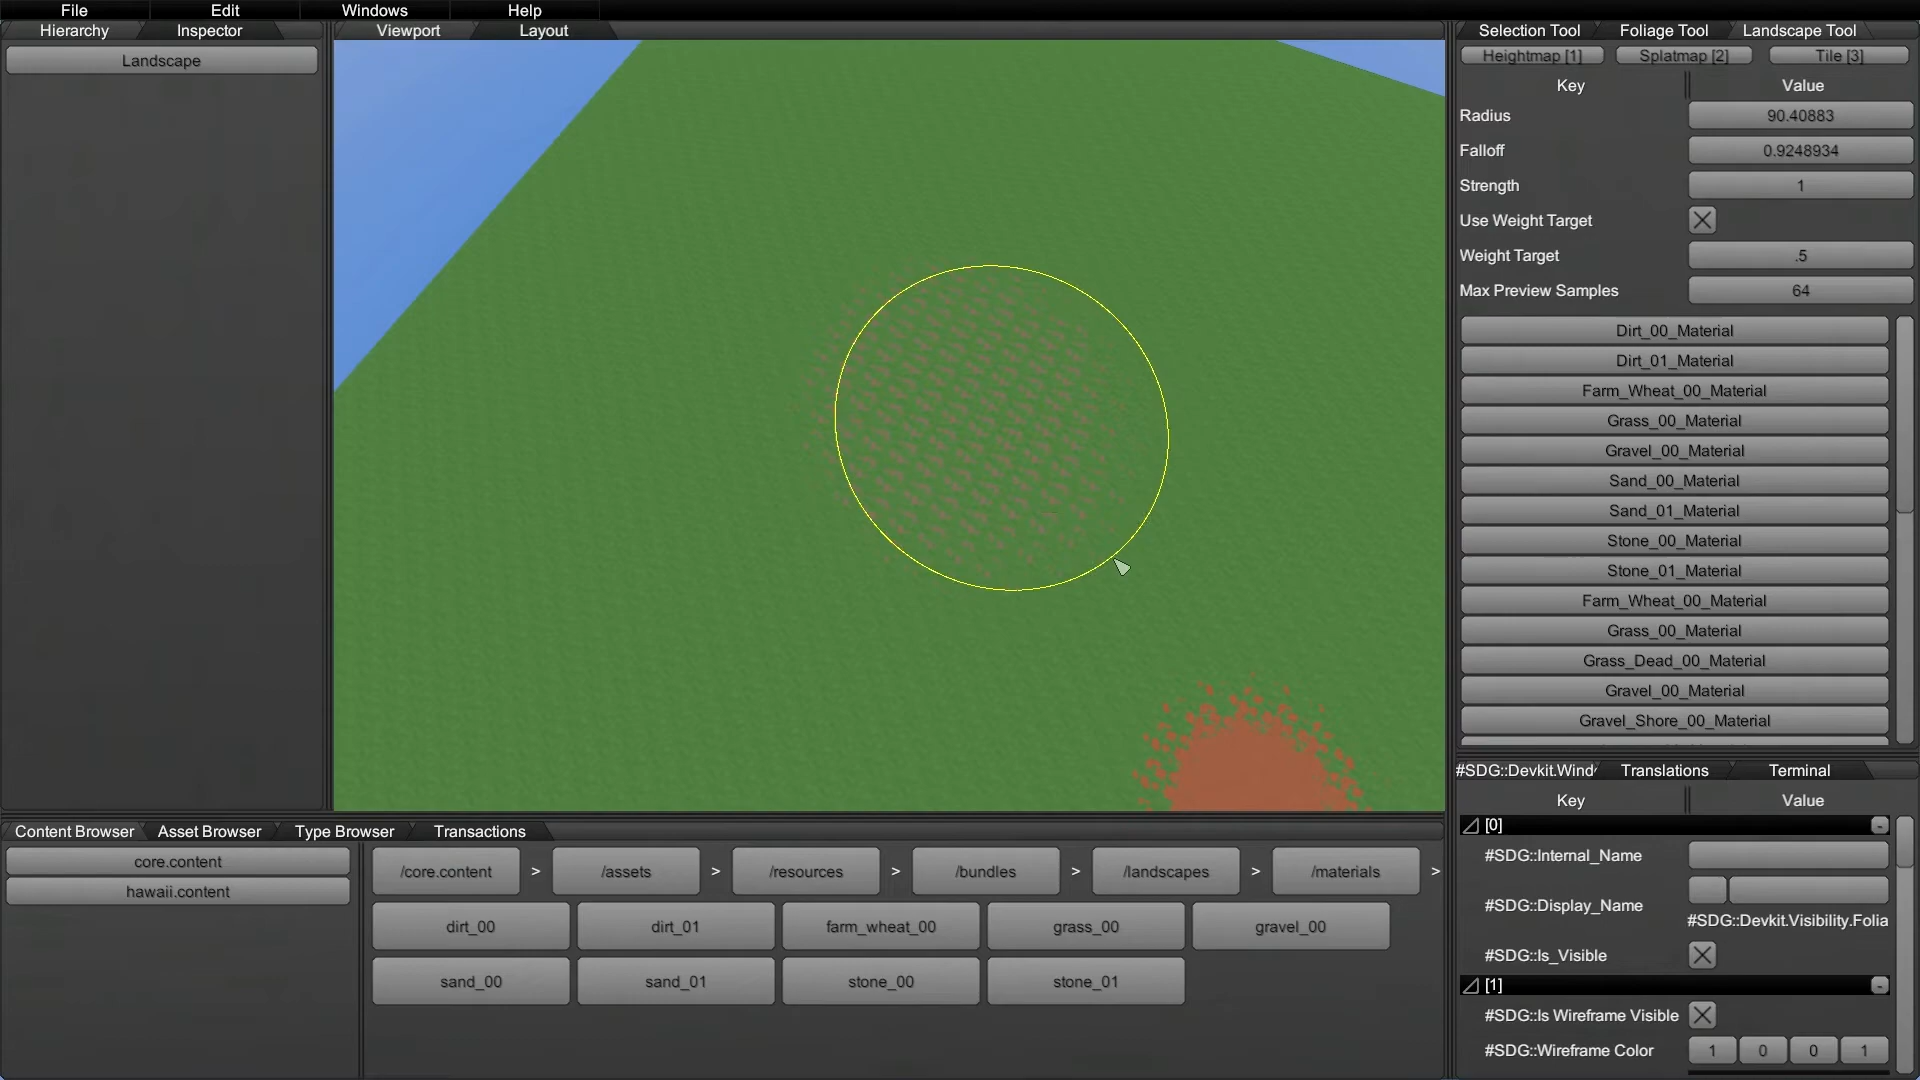 File Edit Windows Help
Hierarchy Inspector
Landscape
Viewport Layout
Selection Tool Foliage Tool Landscape Tool
Heightmap [1] Splatmap [2] Tile [3]
Key Value
Radius 90.40883
Falloff 0.9248934
Strength 1
Use Weight Target
Weight Target .5
Max Preview Samples 64
Dirt_00_Material
Dirt_01_Material
Farm_Wheat_00_Material
Grass_00_Material
Gravel_00_Material
Sand_00_Material
Sand_01_Material
Stone_00_Material
Stone_01_Material
Farm_Wheat_00_Material
Grass_00_Material
Grass_Dead_00_Material
Gravel_00_Material
Gravel_Shore_00_Material
Content Browser Asset Browser Type Browser Transactions
core.content
hawaii.content
/core.content > /assets > /resources > /bundles > /landscapes > /materials >
dirt_00 dirt_01 farm_wheat_00 grass_00 gravel_00
sand_00 sand_01 stone_00 stone_01
#SDG::Devkit.Wind Translations Terminal
Key Value
[0] -
#SDG::Internal_Name
#SDG::Display_Name
#SDG::Devkit.Visibility.Folia
#SDG::Is_Visible
[1] -
#SDG::Is Wireframe Visible
#SDG::Wireframe Color 1 0 0 1